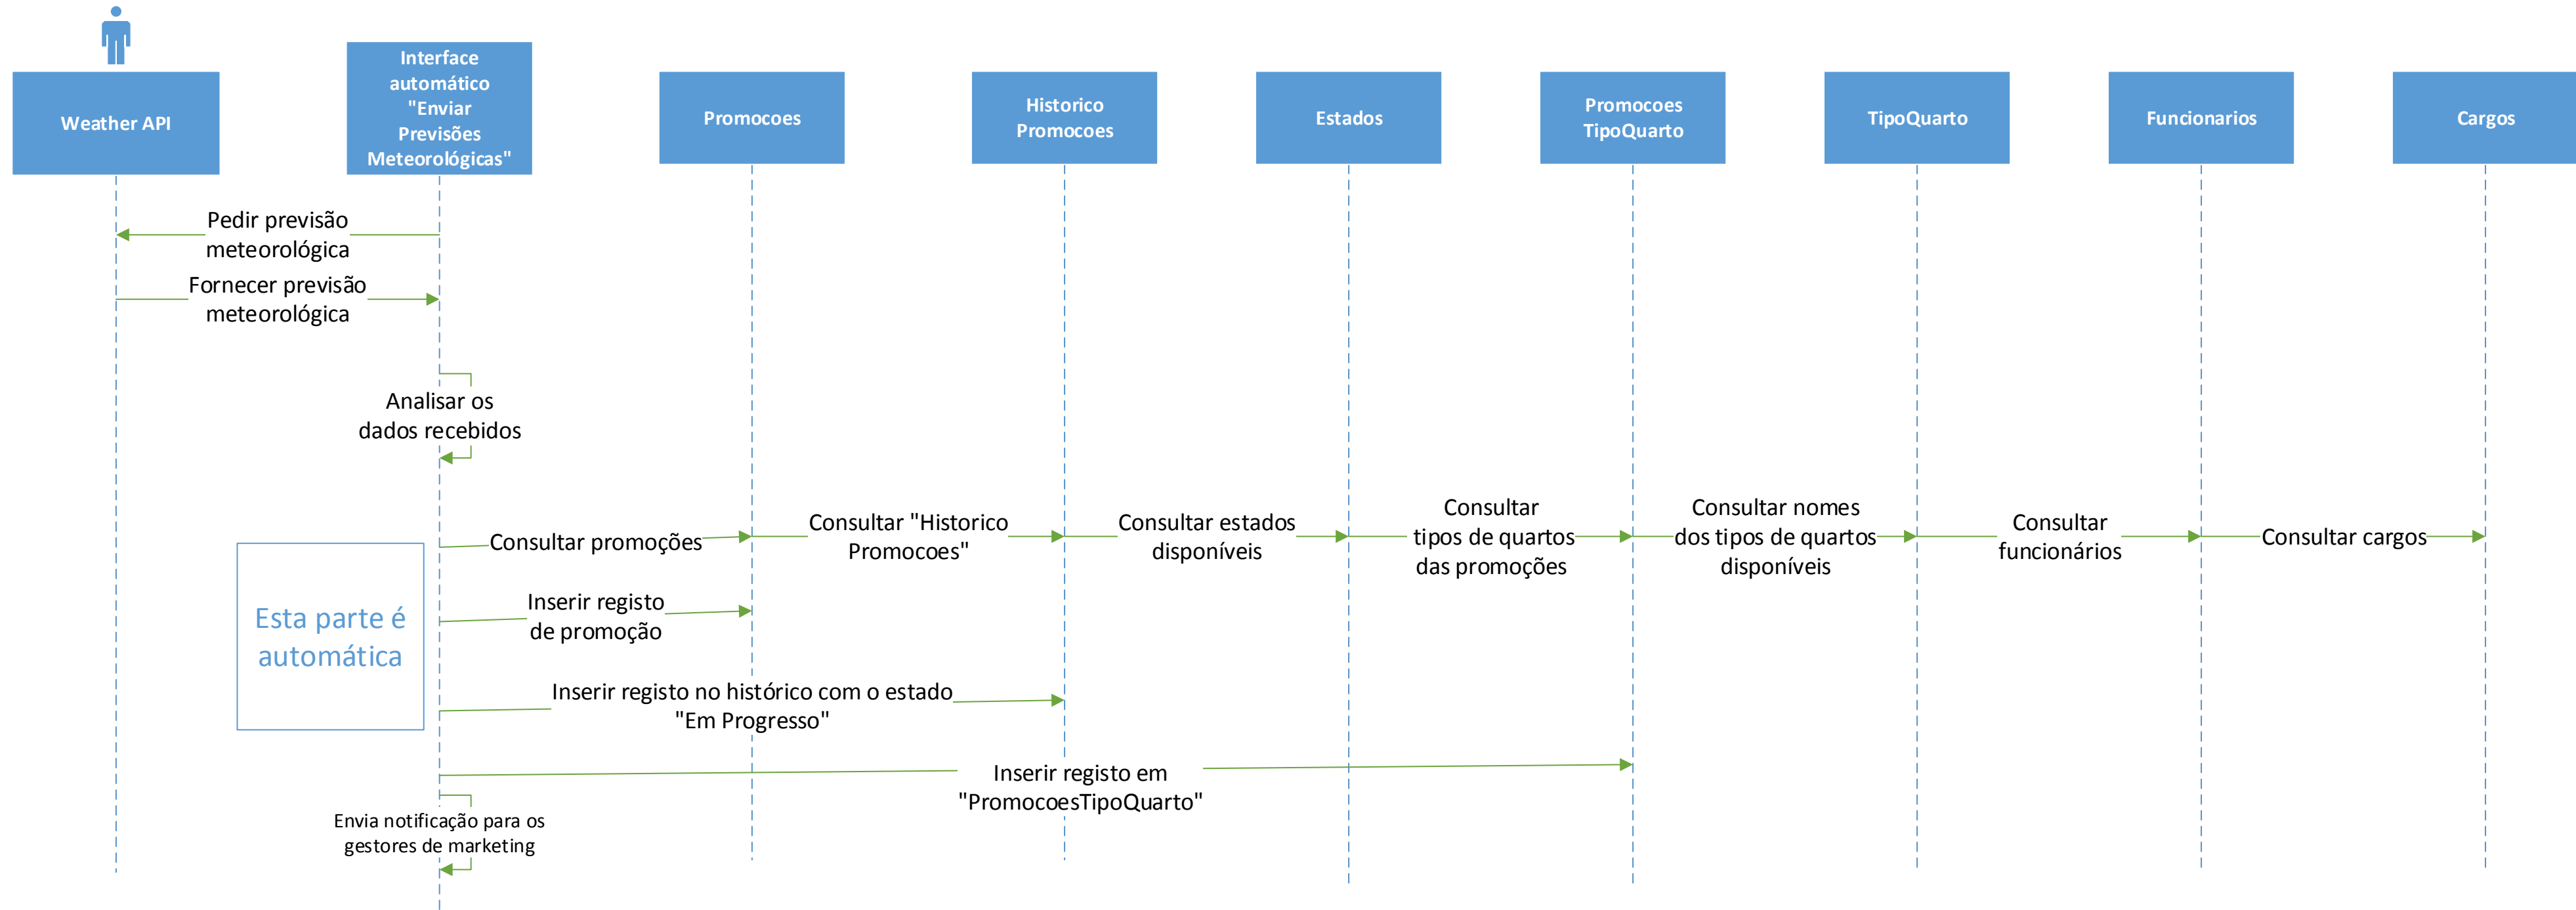 Weather API
Interface
automático
"Enviar
Previsões
Meteorológicas"
Promocoes
Historico
Promocoes
Estados
Promocoes
TipoQuarto
TipoQuarto
Funcionarios
Cargos
Pedir previsão
meteorológica
Fornecer previsão
meteorológica
Analisar os
dados recebidos
Consultar promoções
Consultar "Historico
Promocoes"
Consultar estados
disponíveis
Consultar
tipos de quartos
das promoções
Consultar nomes
dos tipos de quartos
disponíveis
Consultar
funcionários
Consultar cargos
Esta parte é
automática
Inserir registo
de promoção
Inserir registo no histórico com o estado
"Em Progresso"
Inserir registo em
"PromocoesTipoQuarto"
Envia notificação para os
gestores de marketing